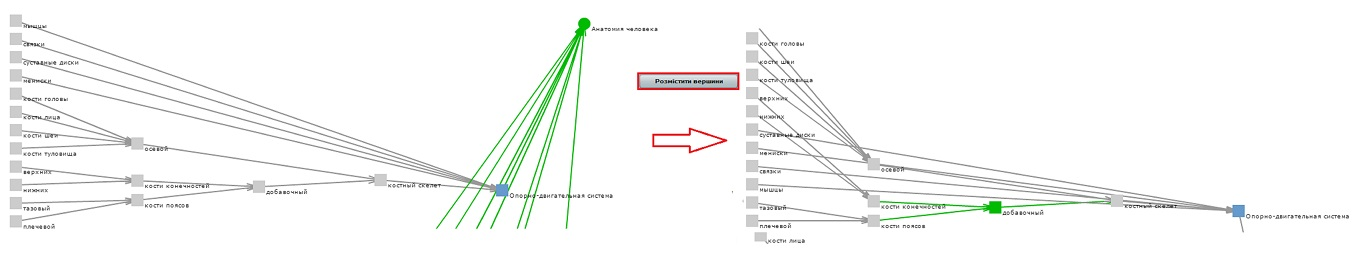 мышцы
связки
суставные диски
мениски
кости головы
кости лица
кости шеи
кости туловища
верхних
нижних
тазовый
плечевой
осевой
кости конечностей
кости поясов
добавочный
костный скелет
Опорно-двигательная система
Анатомия человека
Розмістити вершини
кости головы
кости шеи
кости туловища
верхних
нижних
суставные диски
мениски
связки
мышцы
тазовый
плечевой
кости лица
осевой
кости конечностей
кости поясов
добавочный
костный скелет
Опорно-двигательная система